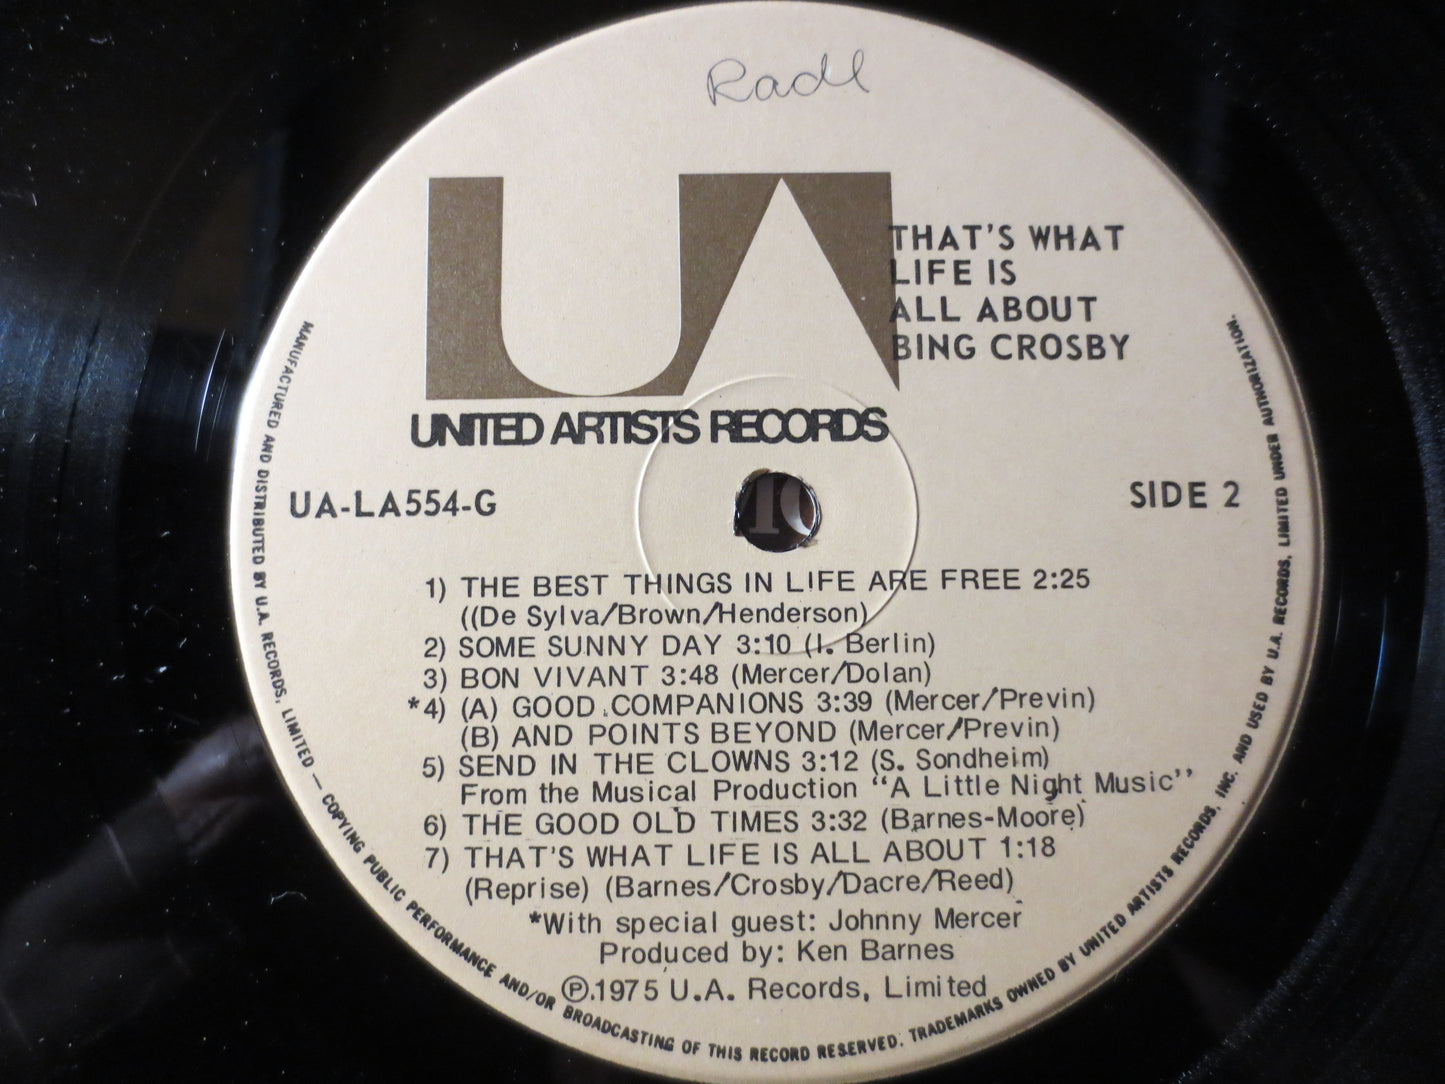 Radl
THAT'S WHAT
LIFE IS
ALL ABOUT
BING CROSBY
UNITED ARTISTS RECORDS
UA-LA554-G
SIDE 2
1) THE BEST THINGS IN LIFE ARE FREE 2:25
((De Sylva/Brown/Henderson)
2) SOME SUNNY DAY 3:10 (I. Berlin)
3) BON VIVANT 3:48 (Mercer/Dolan)
*4) (A) GOOD COMPANIONS 3:39 (Mercer/Previn)
(B) AND POINTS BEYOND (Mercer/Previn)
5) SEND IN THE CLOWNS 3:12 (S. Sondheim)
From the Musical Production "A Little Night Music"
6) THE GOOD OLD TIMES 3:32 (Barnes-Moore)
7) THAT'S WHAT LIFE IS ALL ABOUT 1:18
(Reprise) (Barnes/Crosby/Dacre/Reed)
*With special guest: Johnny Mercer
Produced by: Ken Barnes
Ⓟ.1975 U.A. Records, Limited
MANUFACTURED AND DISTRIBUTED BY U.A. RECORDS, LIMITED — COPYING PUBLIC PERFORMANCE AND/OR BROADCASTING OF THIS RECORD RESERVED. TRADEMARKS OWNED BY UNITED ARTISTS RECORDS, INC. AND USED BY U.A. RECORDS, LIMITED UNDER AUTHORIZATION.